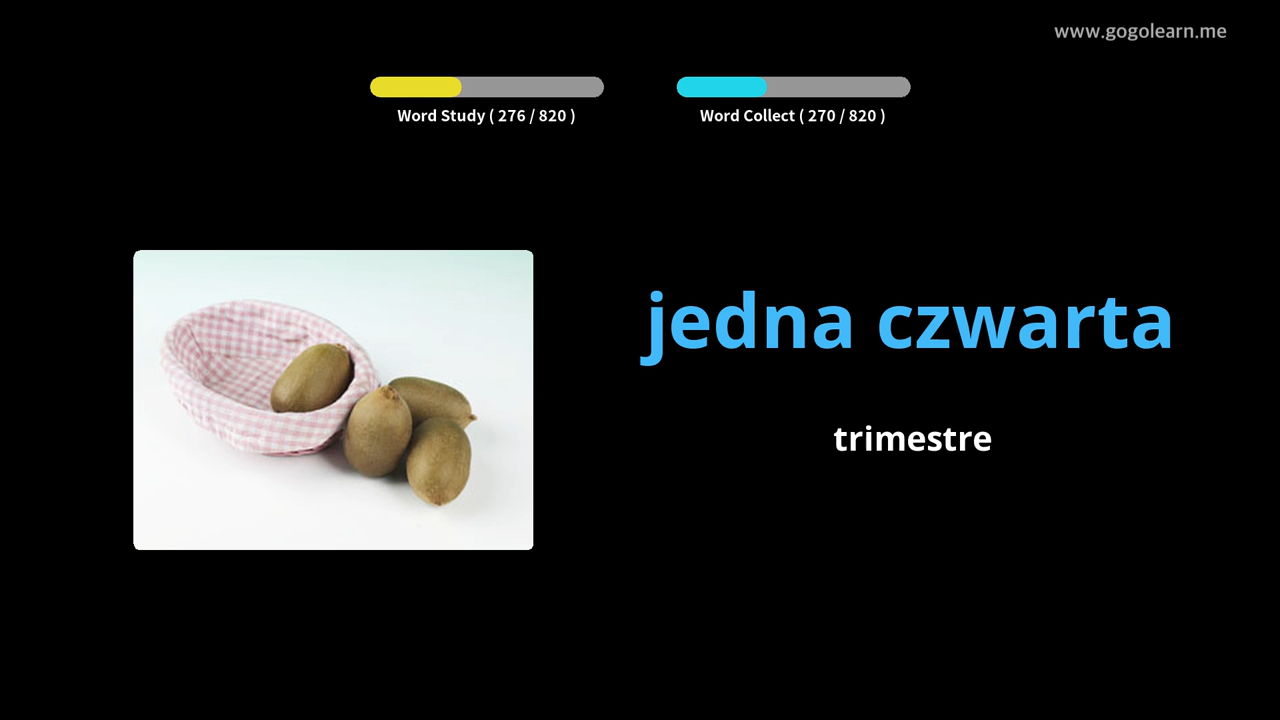 www.gogolearn.me
Word Study ( 276 / 820 )
Word Collect ( 270 / 820 )
jedna czwarta
trimestre